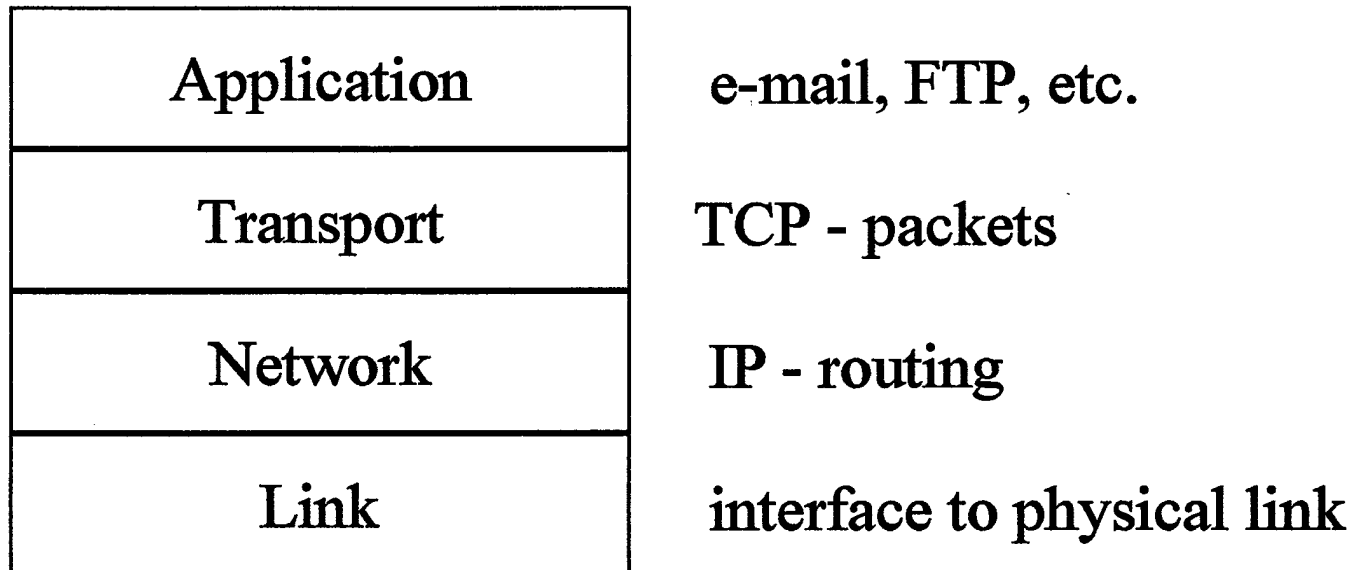 Application e-mail, FTP, etc.
Transport TCP - packets
Network IP - routing
Link interface to physical link